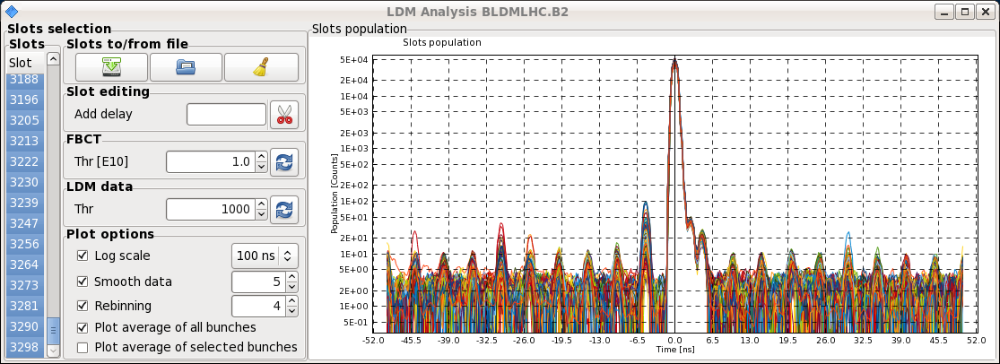 LDM Analysis BLDMLHC.B2
Slots selection
Slots
Slot
3188
3196
3205
3213
3222
3230
3239
3247
3256
3264
3273
3281
3290
3298
Slots to/from file
Slot editing
Add delay
FBCT
Thr [E10] 1.0
LDM data
Thr 1000
Plot options
Log scale 100 ns
Smooth data 5
Rebinning 4
Plot average of all bunches
Plot average of selected bunches
Slots population
Slots population
Population [Counts]
5E+04
2E+04
1E+04
5E+03
2E+03
1E+03
5E+02
2E+02
1E+02
5E+01
2E+01
1E+01
5E+00
2E+00
1E+00
5E-01
-52.0 -45.5 -39.0 -32.5 -26.0 -19.5 -13.0 -6.5 0.0 6.5 13.0 19.5 26.0 32.5 39.0 45.5 52.0
Time [ns]